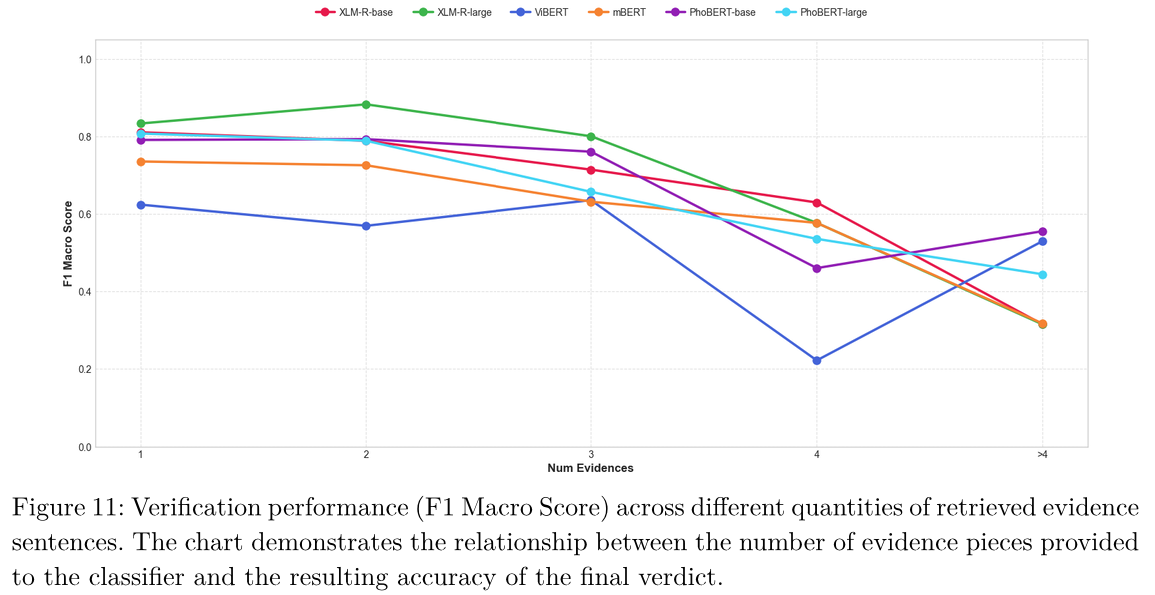 XLM-R-base XLM-R-large ViBERT mBERT PhoBERT-base PhoBERT-large
1.0
0.8
0.6
0.4
0.2
0.0
F1 Macro Score
1 2 3 4 >4
Num Evidences
Figure 11: Verification performance (F1 Macro Score) across different quantities of retrieved evidence
sentences. The chart demonstrates the relationship between the number of evidence pieces provided
to the classifier and the resulting accuracy of the final verdict.